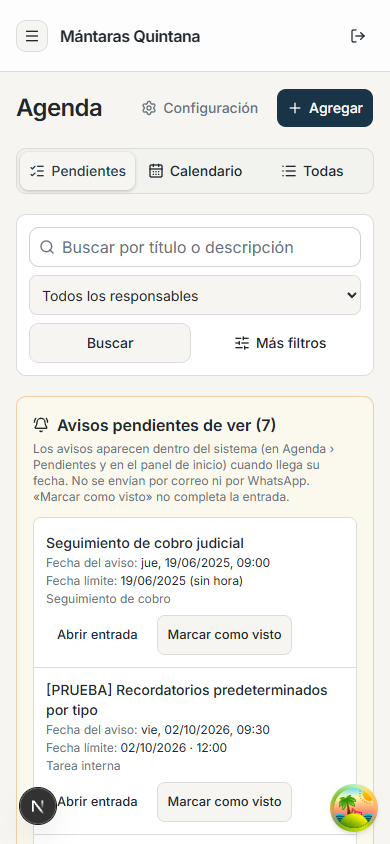 Mántaras Quintana
Agenda
Configuración
Agregar
Pendientes
Calendario
Todas
Buscar por título o descripción
Todos los responsables
Buscar
Más filtros
Avisos pendientes de ver (7)
Los avisos aparecen dentro del sistema (en Agenda ›
Pendientes y en el panel de inicio) cuando llega su
fecha. No se envían por correo ni por WhatsApp.
«Marcar como visto» no completa la entrada.
Seguimiento de cobro judicial
Fecha del aviso: jue, 19/06/2025, 09:00
Fecha límite: 19/06/2025 (sin hora)
Seguimiento de cobro
Abrir entrada
Marcar como visto
[PRUEBA] Recordatorios predeterminados
por tipo
Fecha del aviso: vie, 02/10/2026, 09:30
Fecha límite: 02/10/2026 · 12:00
Tarea interna
N
Abrir entrada
Marcar como visto